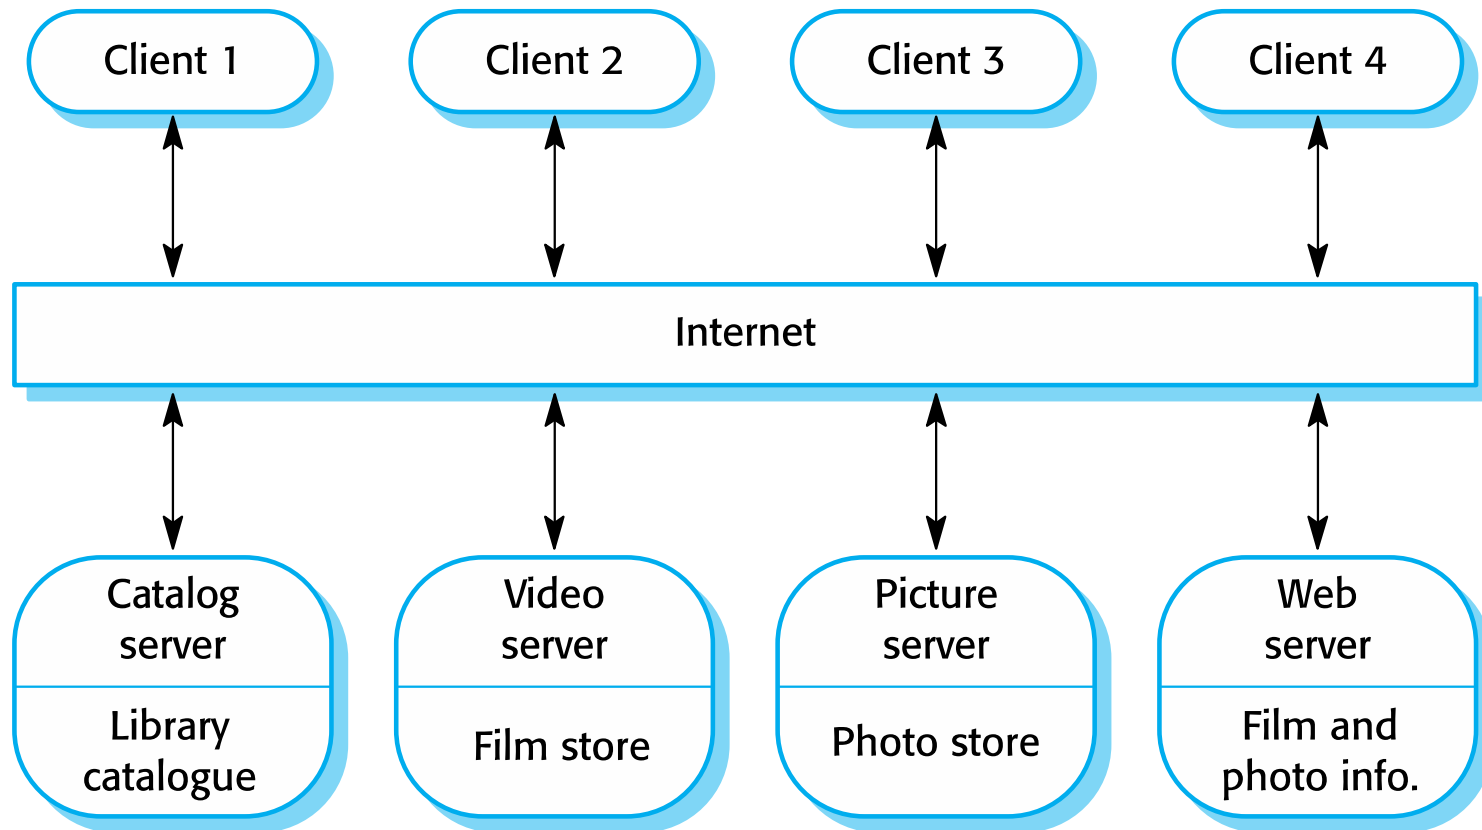 Client 1
Client 2
Client 3
Client 4
Internet
Catalog
server
Library
catalogue
Video
server
Film store
Picture
server
Photo store
Web
server
Film and
photo info.